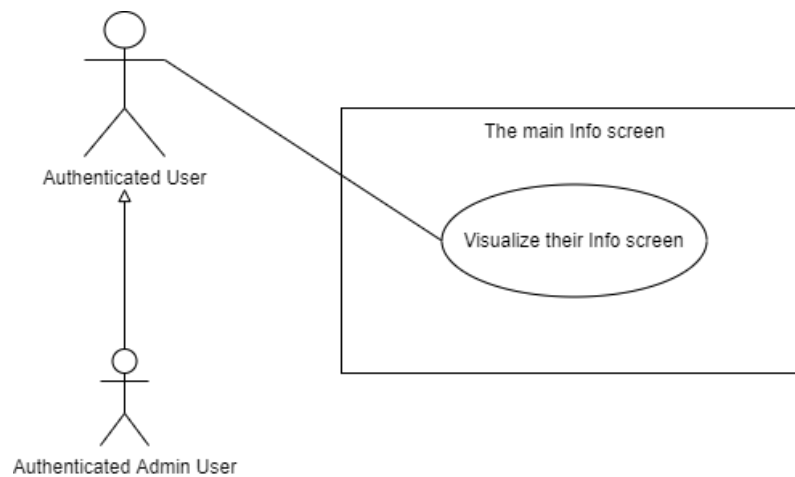 The main Info screen
Authenticated User
Visualize their Info screen
Authenticated Admin User